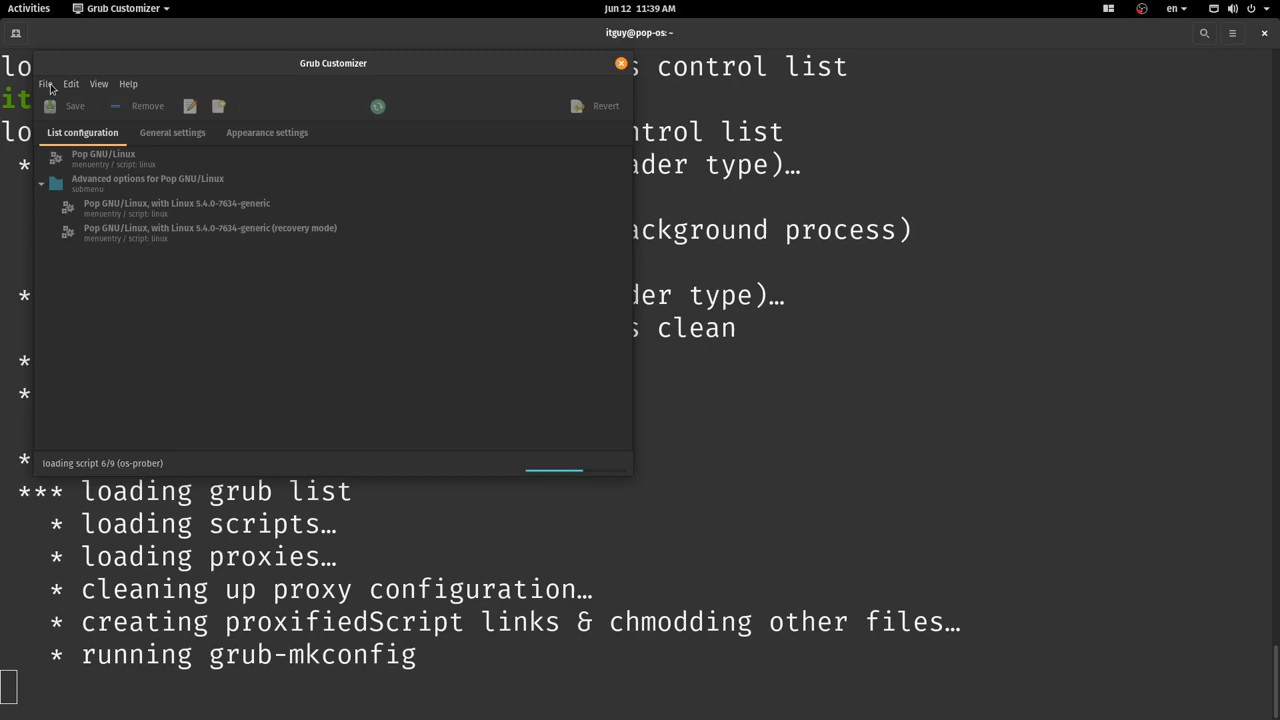 Activities
Grub Customizer
Jun 12 11:39 AM
en
itguy@pop-os: ~
lo
s control list
it
lo
ntrol list
*
ader type)…
ackground process)
*
der type)…
s clean
*
*
*
Grub Customizer
File Edit View Help
Save Remove Revert
List configuration General settings Appearance settings
Pop GNU/Linux
menuentry / script: linux
Advanced options for Pop GNU/Linux
submenu
Pop GNU/Linux, with Linux 5.4.0-7634-generic
menuentry / script: linux
Pop GNU/Linux, with Linux 5.4.0-7634-generic (recovery mode)
menuentry / script: linux
loading script 6/9 (os-prober)
*** loading grub list
* loading scripts…
* loading proxies…
* cleaning up proxy configuration…
* creating proxifiedScript links & chmodding other files…
* running grub-mkconfig